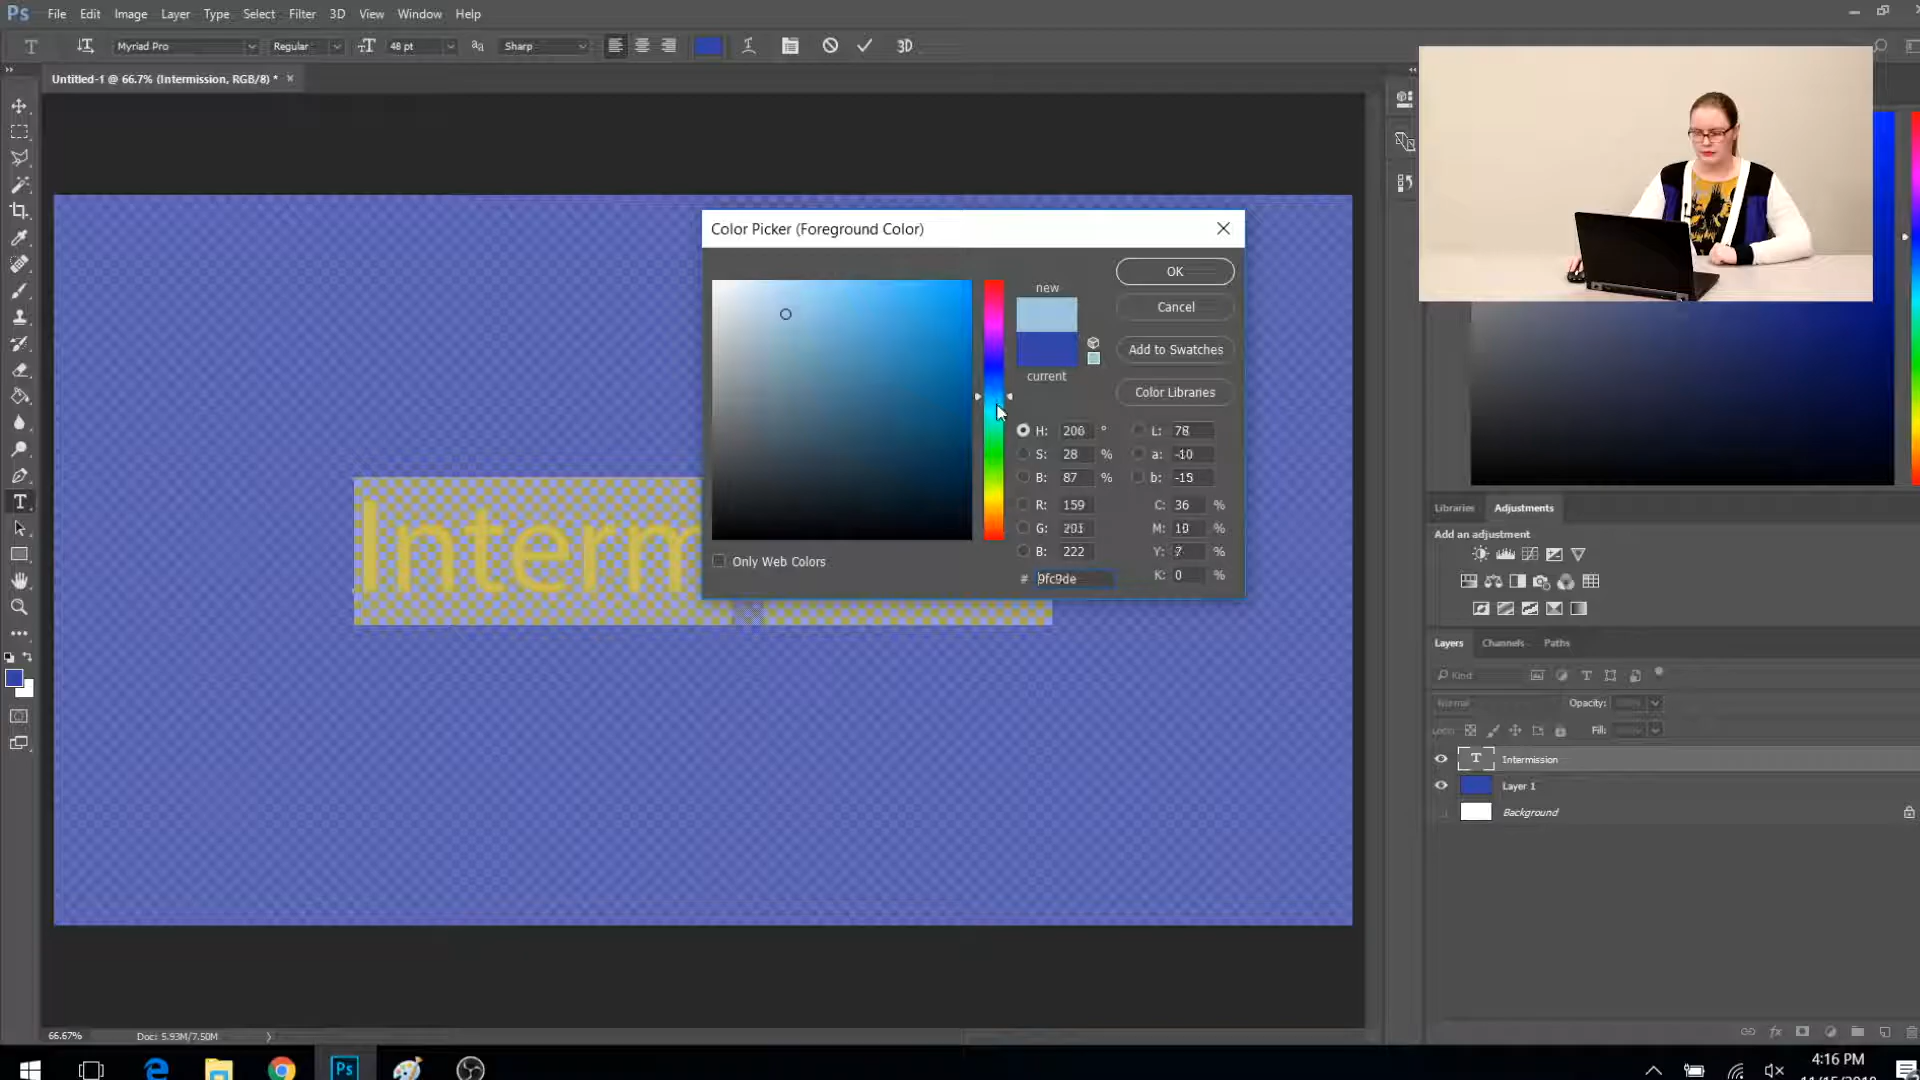 Ps File Edit Image Layer Type Select Filter 3D View Window Help
T Myriad Pro Regular 48 pt Sharp 3D
Untitled-1 @ 66.7% (Intermission, RGB/8) *
Color Picker (Foreground Color)
new
OK
Cancel
Add to Swatches
current
Color Libraries
H: 200 ° L: 78
S: 28 % a: -10
B: 87 % b: -15
R: 159 C: 36 %
G: 201 M: 10 %
B: 222 Y: 7 %
# 9fc9de K: 0 %
Only Web Colors
Interm
Libraries Adjustments
Add an adjustment
Layers Channels Paths
Kind
Normal Opacity:
Fill:
T Intermission
Layer 1
Background
66.67% Doc: 5.93M/7.50M
Ps
4:16 PM